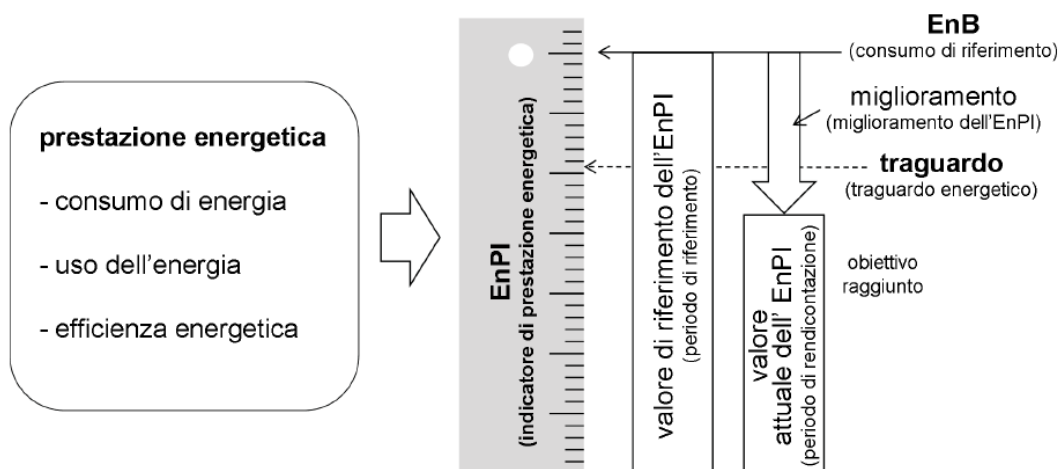 prestazione energetica
- consumo di energia
- uso dell'energia
- efficienza energetica
EnPI
(indicatore di prestazione energetica)
valore di riferimento dell'EnPI
(periodo di riferimento)
valore
attuale dell' EnPI
(periodo di rendicontazione)
EnB
(consumo di riferimento)
miglioramento
(miglioramento dell'EnPI)
traguardo
(traguardo energetico)
obiettivo
raggiunto